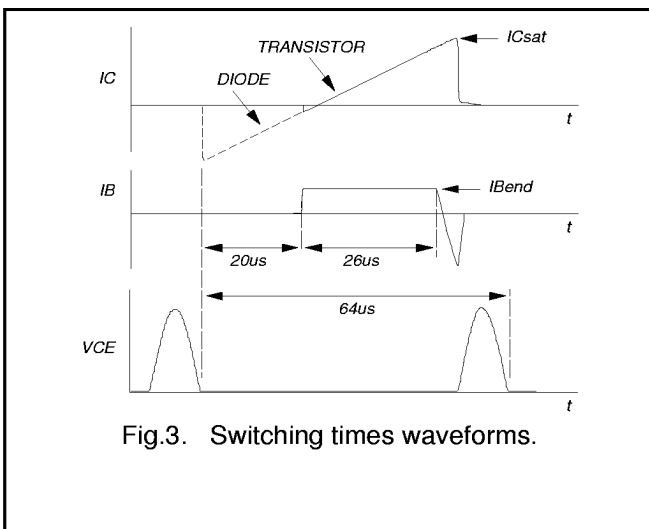 TRANSISTOR
ICsat
IC
DIODE
t
IB
IBend
t
20us
26us
64us
VCE
t
Fig.3. Switching times waveforms.